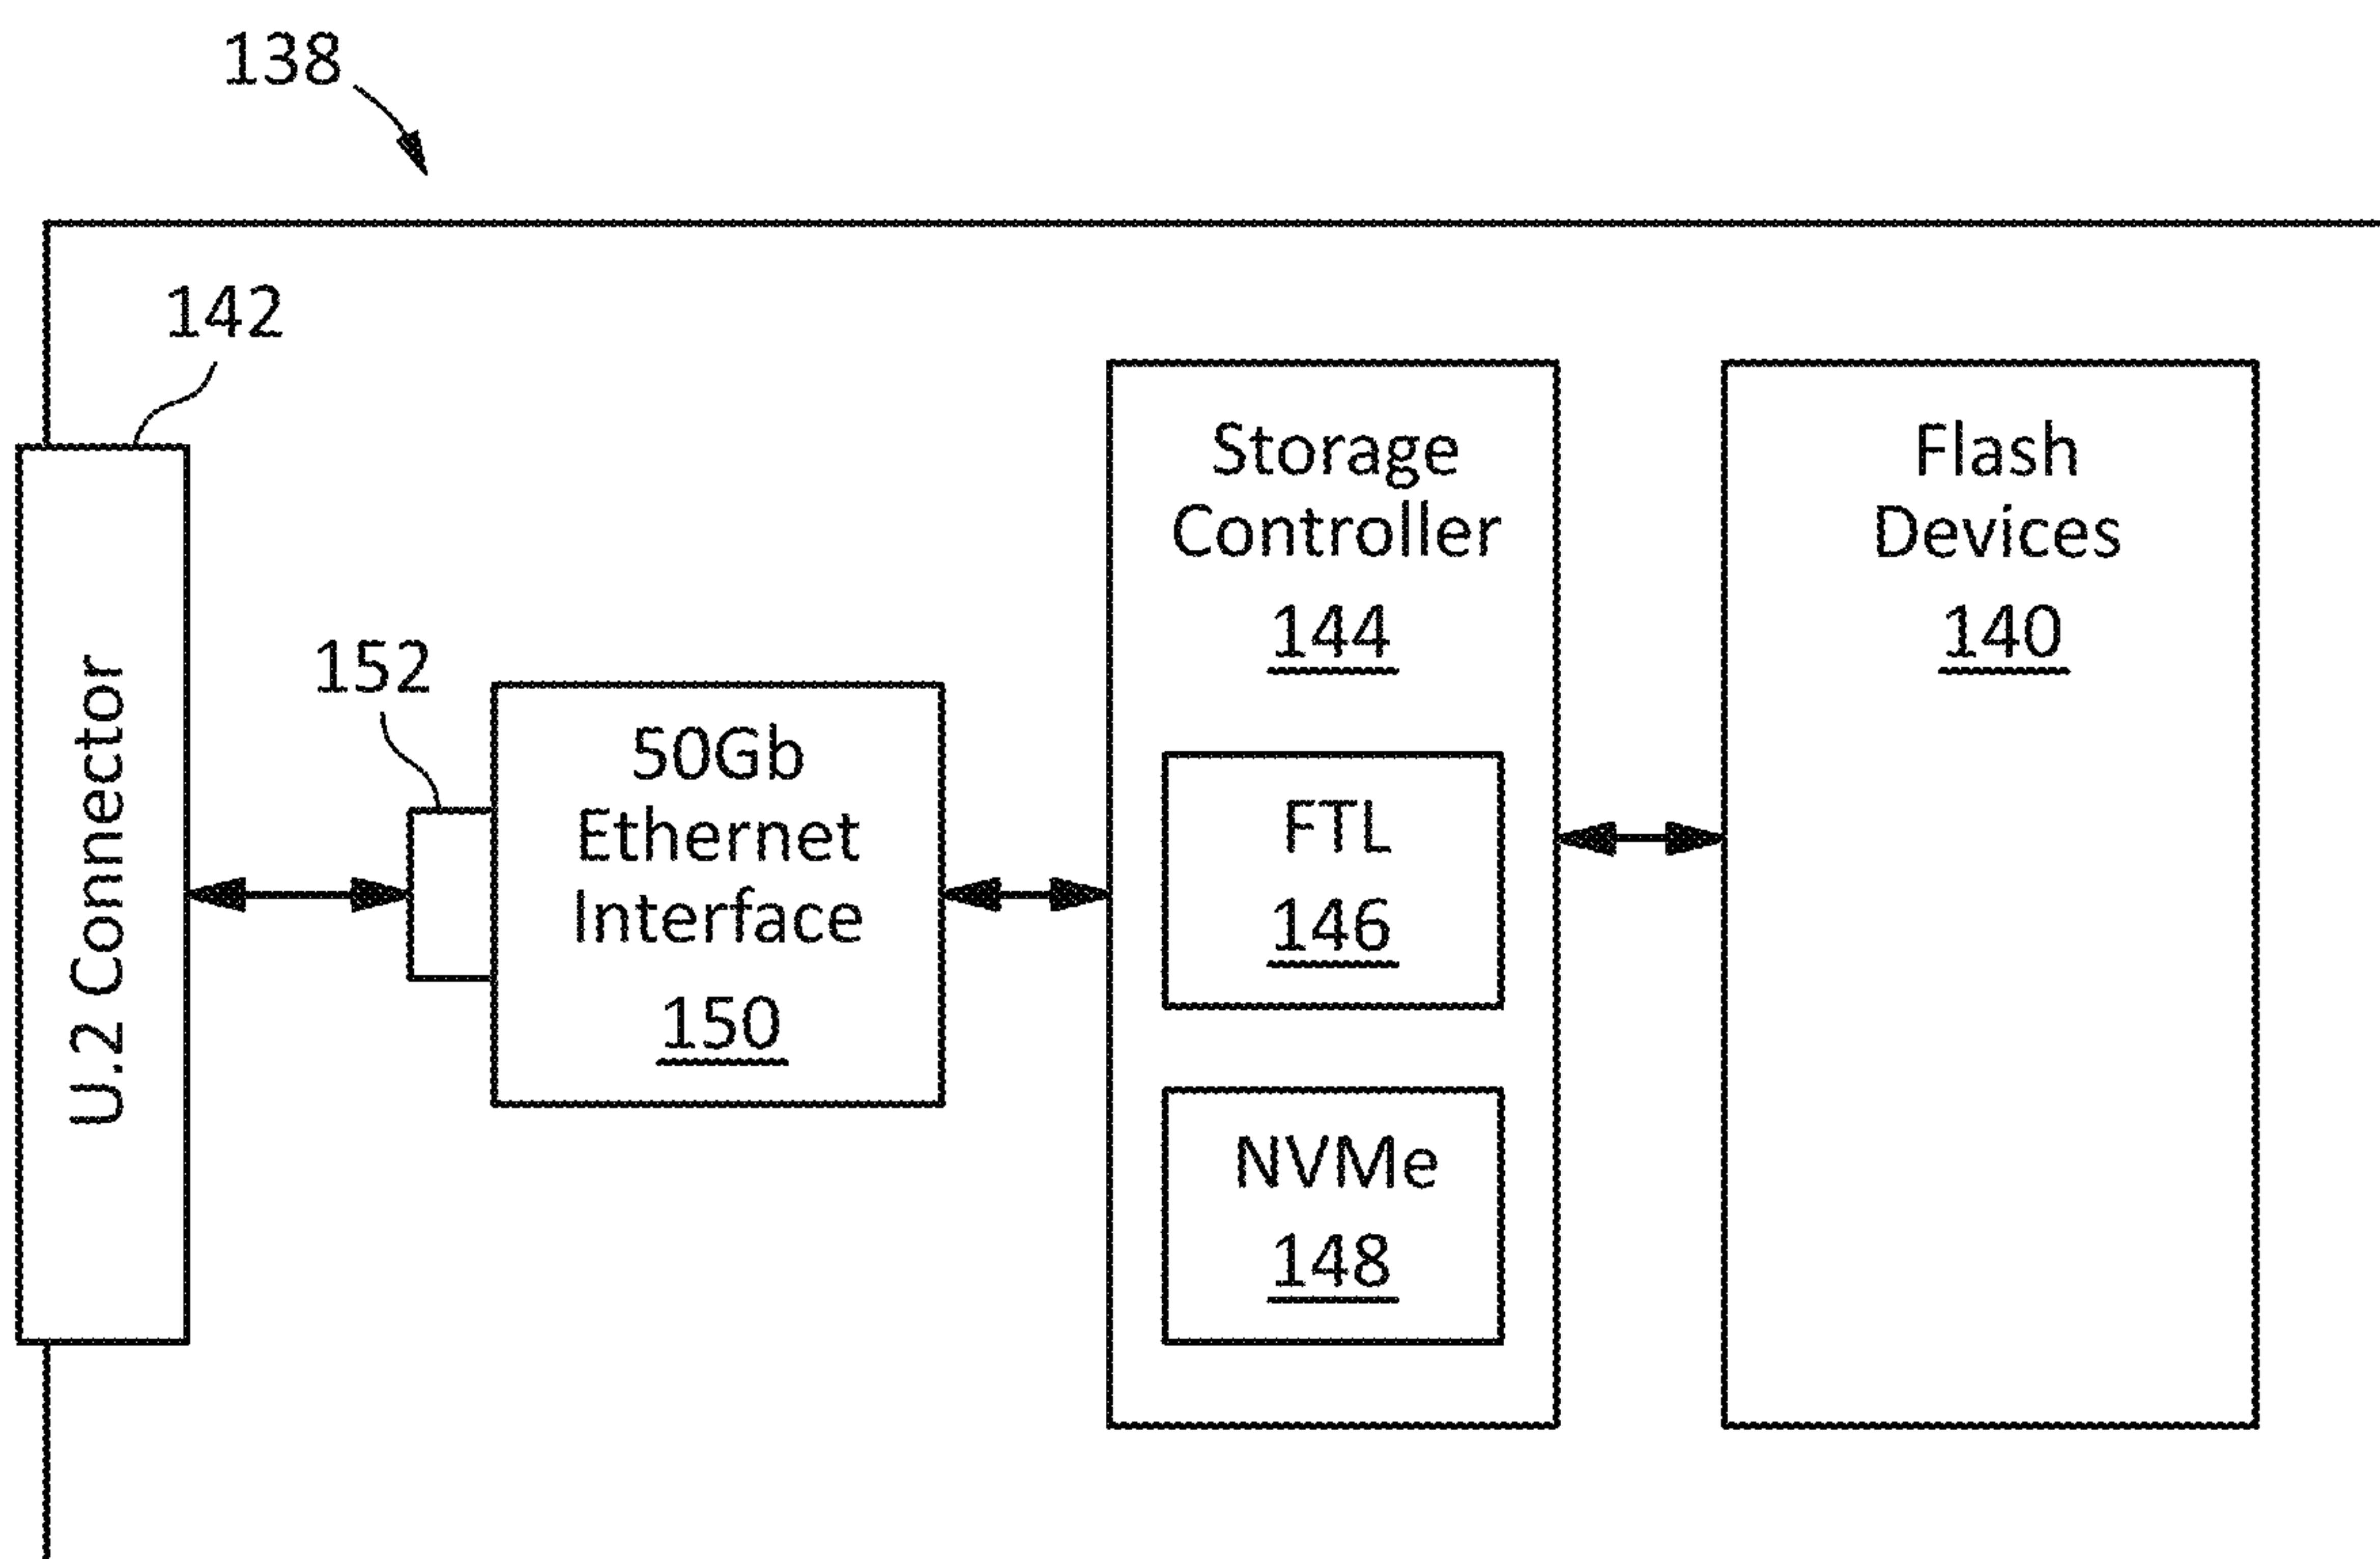 138
142
U.2 Connector
152
50Gb
Ethernet
Interface
150
Storage
Controller
144
FTL
146
NVMe
148
Flash
Devices
140